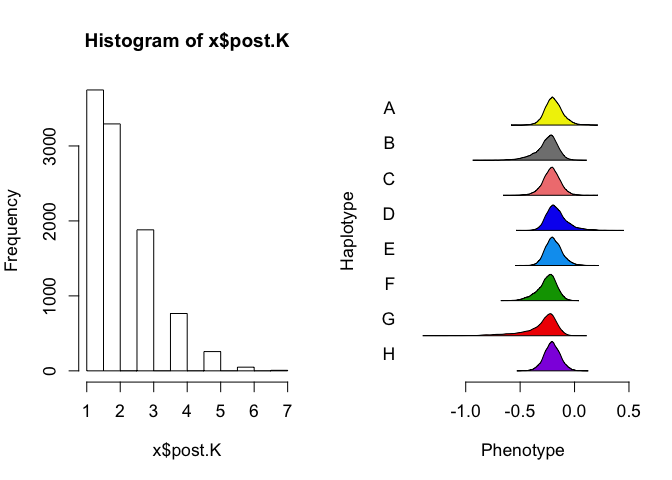 Histogram of x$post.K
Frequency
0
1000
2000
3000
1 2 3 4 5 6 7
x$post.K
Haplotype
A
B
C
D
E
F
G
H
-1.0 -0.5 0.0 0.5
Phenotype